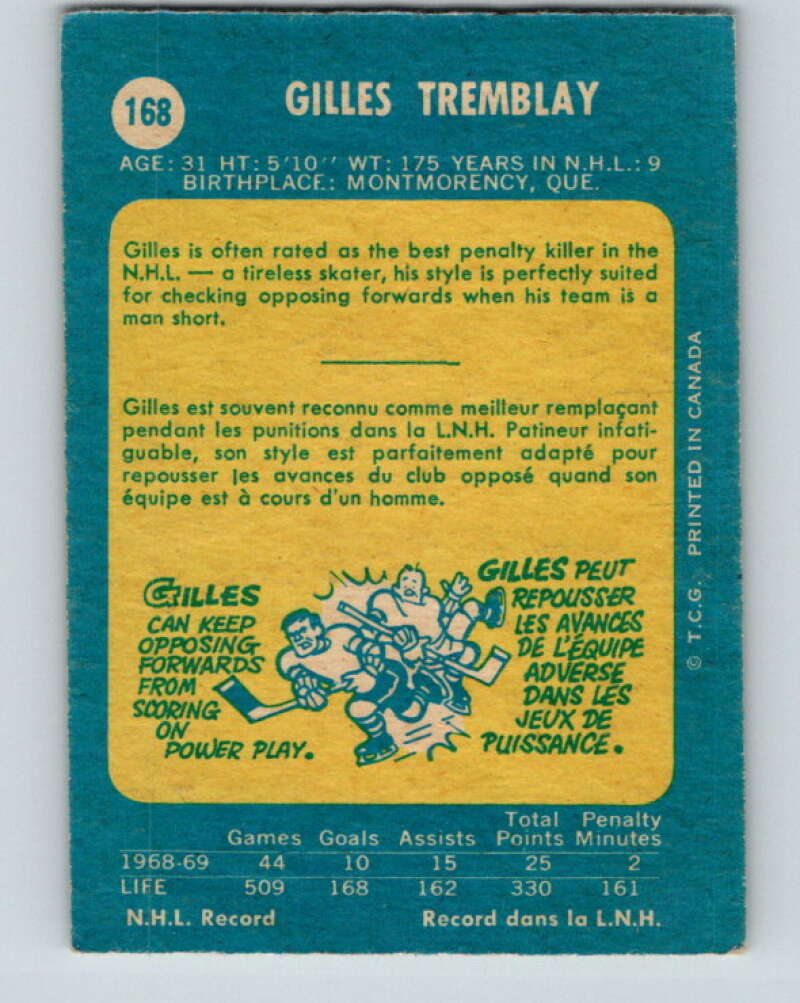 168
GILLES TREMBLAY
AGE: 31 HT: 5'10'' WT: 175 YEARS IN N.H.L.: 9
BIRTHPLACE: MONTMORENCY, QUE.
Gilles is often rated as the best penalty killer in the
N.H.L. — a tireless skater, his style is perfectly suited
for checking opposing forwards when his team is a
man short.
Gilles est souvent reconnu comme meilleur remplaçant
pendant les punitions dans la L.N.H. Patineur infati-
guable, son style est parfaitement adapté pour
repousser les avances du club opposé quand son
équipe est à cours d'un homme.
GILLES
CAN KEEP
OPPOSING
FORWARDS
FROM
SCORING
ON
POWER PLAY.
GILLES PEUT
REPOUSSER
LES AVANCES
DE L'ÉQUIPE
ADVERSE
DANS LES
JEUX DE
PUISSANCE.
Total Penalty
Games Goals Assists Points Minutes
1968-69 44 10 15 25 2
LIFE 509 168 162 330 161
N.H.L. Record Record dans la L.N.H.
© T.C.G. PRINTED IN CANADA